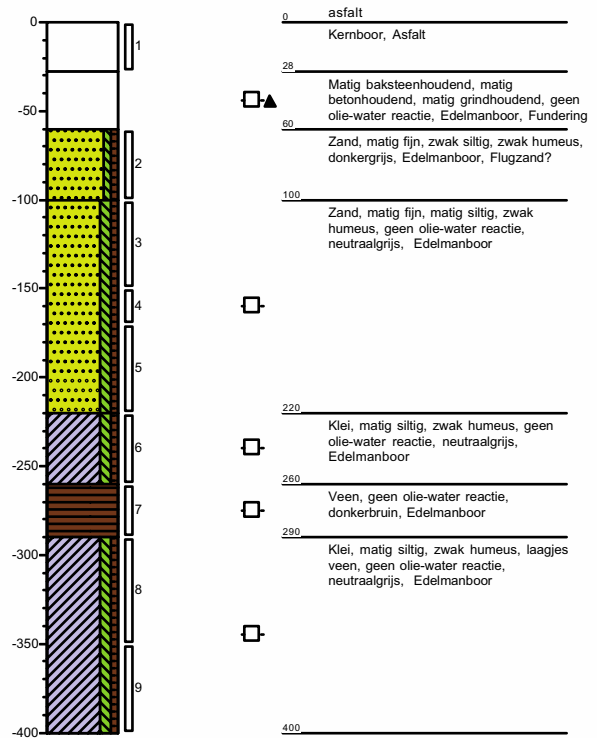 0
-50
-100
-150
-200
-250
-300
-350
-400
1
2
3
4
5
6
7
8
9
0 asfalt
Kernboor, Asfalt
28
Matig baksteenhoudend, matig
betonhoudend, matig grindhoudend, geen
olie-water reactie, Edelmanboor, Fundering
60
Zand, matig fijn, zwak siltig, zwak humeus,
donkergrijs, Edelmanboor, Flugzand?
100
Zand, matig fijn, matig siltig, zwak
humeus, geen olie-water reactie,
neutraalgrijs, Edelmanboor
220
Klei, matig siltig, zwak humeus, geen
olie-water reactie, neutraalgrijs,
Edelmanboor
260
Veen, geen olie-water reactie,
donkerbruin, Edelmanboor
290
Klei, matig siltig, zwak humeus, laagjes
veen, geen olie-water reactie,
neutraalgrijs, Edelmanboor
400